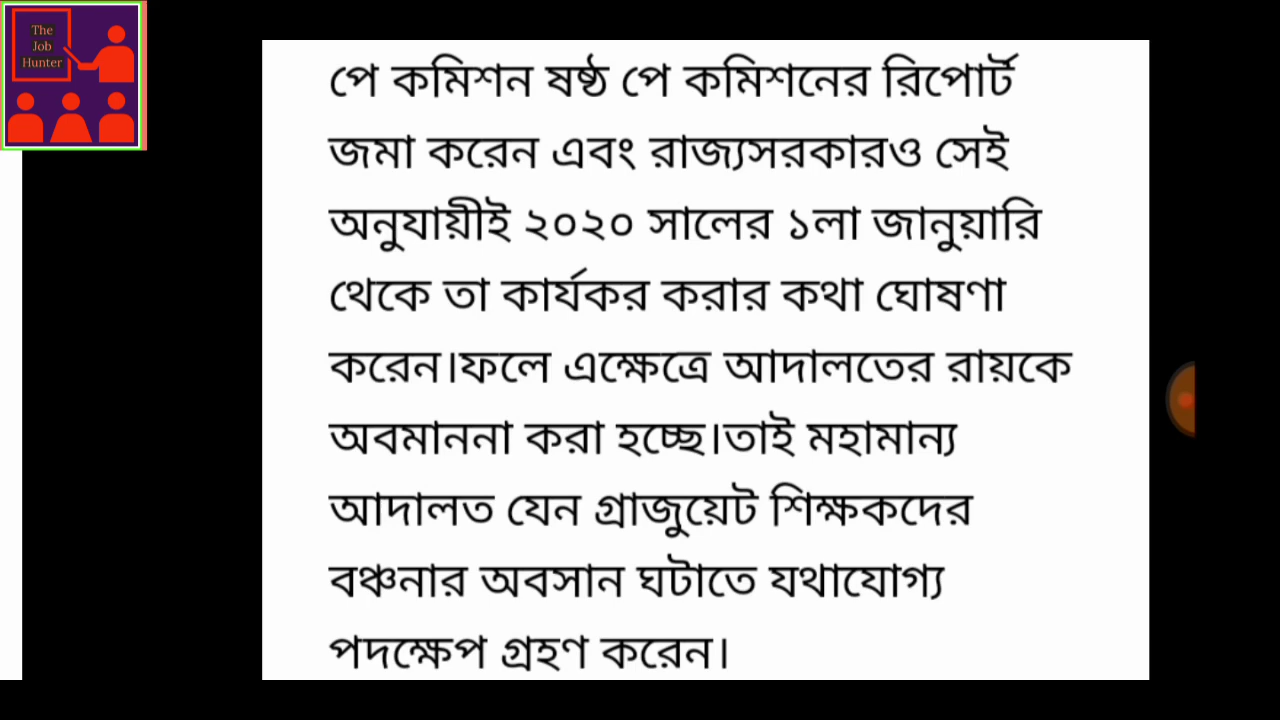 The
Job
Hunter
পে কমিশন ষষ্ঠ পে কমিশনের রিপোর্ট
জমা করেন এবং রাজ্যসরকারও সেই
অনুযায়ীই ২০২০ সালের ১লা জানুয়ারি
থেকে তা কার্যকর করার কথা ঘোষণা
করেন।ফলে এক্ষেত্রে আদালতের রায়কে
অবমাননা করা হচ্ছে।তাই মহামান্য
আদালত যেন গ্রাজুয়েট শিক্ষকদের
বঞ্চনার অবসান ঘটাতে যথাযোগ্য
পদক্ষেপ গ্রহণ করেন।